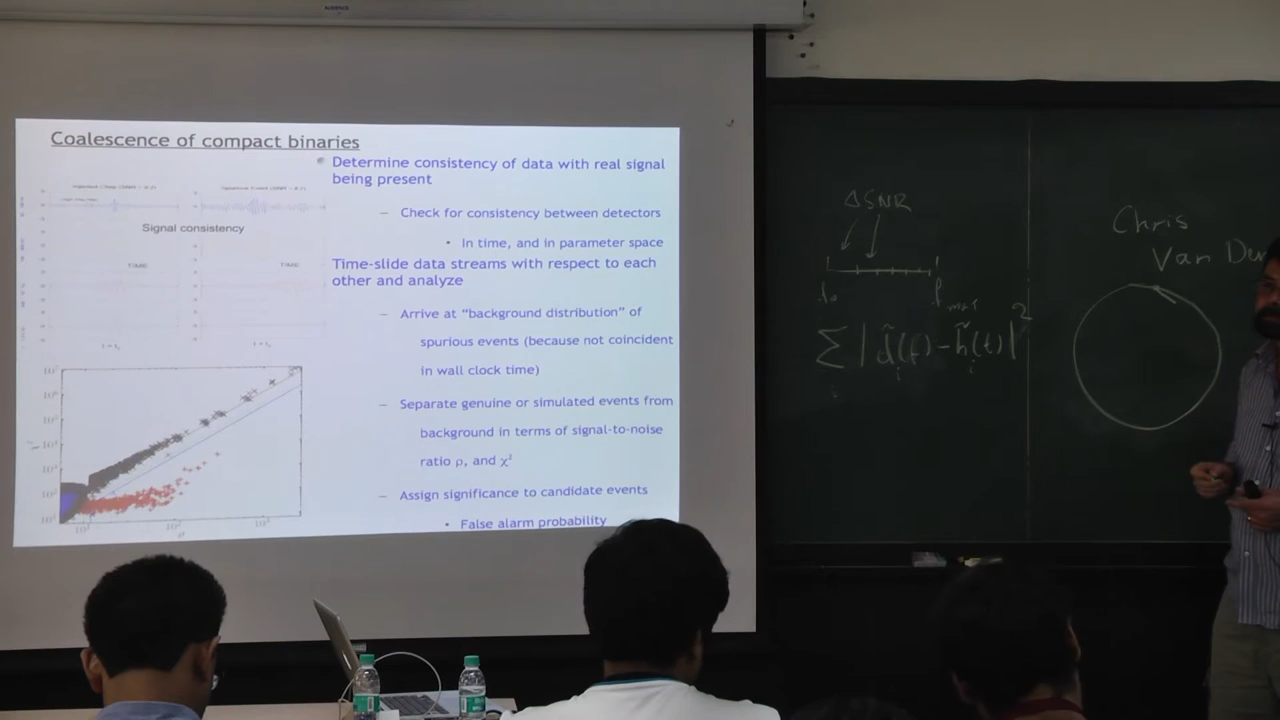 Coalescence of compact binaries
Determine consistency of data with real signal
being present
– Check for consistency between detectors
• In time, and in parameter space
Time-slide data streams with respect to each
other and analyze
– Arrive at “background distribution” of
spurious events (because not coincident
in wall clock time)
– Separate genuine or simulated events from
background in terms of signal-to-noise
ratio ρ, and χ²
– Assign significance to candidate events
• False alarm probability
Signal consistency
TIME
TIME
ΔSNR
f₀
f max
∑ | d̃ᵢ(f) – h̃ᵢ(t) |²
Chris
Van Den